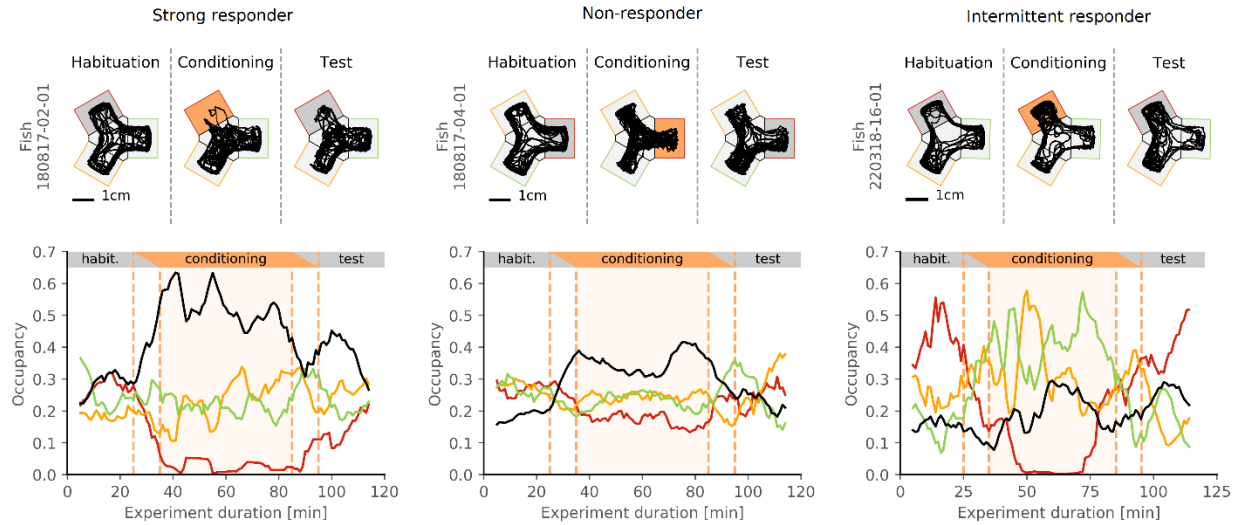 Strong responder
Non-responder
Intermittent responder
Habituation Conditioning Test
Habituation Conditioning Test
Habituation Conditioning Test
Fish
180817-02-01
Fish
180817-04-01
Fish
220318-16-01
1cm
1cm
1cm
habit. conditioning test
0.7
0.6
0.5
0.4
0.3
0.2
0.1
0.0
Occupancy
0 20 40 60 80 100 120
Experiment duration [min]
habit. conditioning test
0.7
0.6
0.5
0.4
0.3
0.2
0.1
0.0
Occupancy
0 20 40 60 80 100 120
Experiment duration [min]
habit. conditioning test
0.7
0.6
0.5
0.4
0.3
0.2
0.1
0.0
Occupancy
0 25 50 75 100 125
Experiment duration [min]